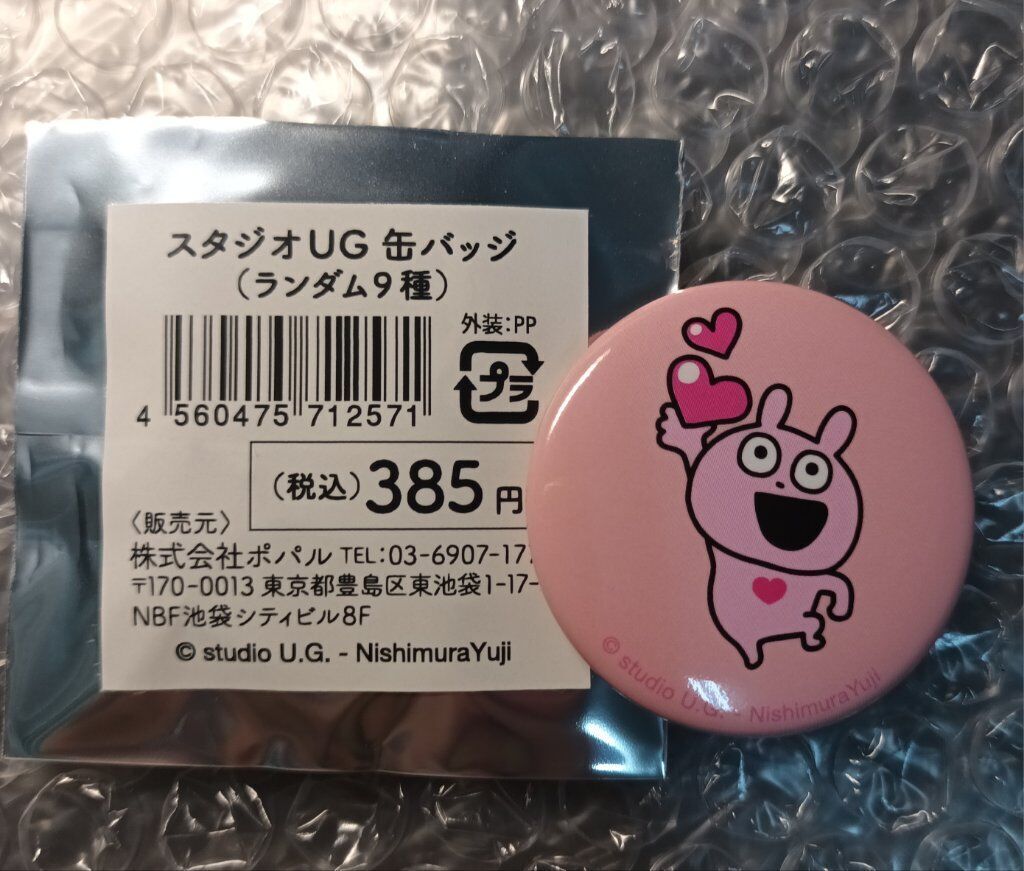 スタジオUG 缶バッジ
（ランダム9種）
外装:PP
プラ
4 560475 712571
（税込）385円
〈販売元〉
株式会社ポパル TEL:03-6907-17
〒170-0013 東京都豊島区東池袋1-17-
NBF池袋シティビル8F
© studio U.G. - NishimuraYuji
© studio U.G. - NishimuraYuji